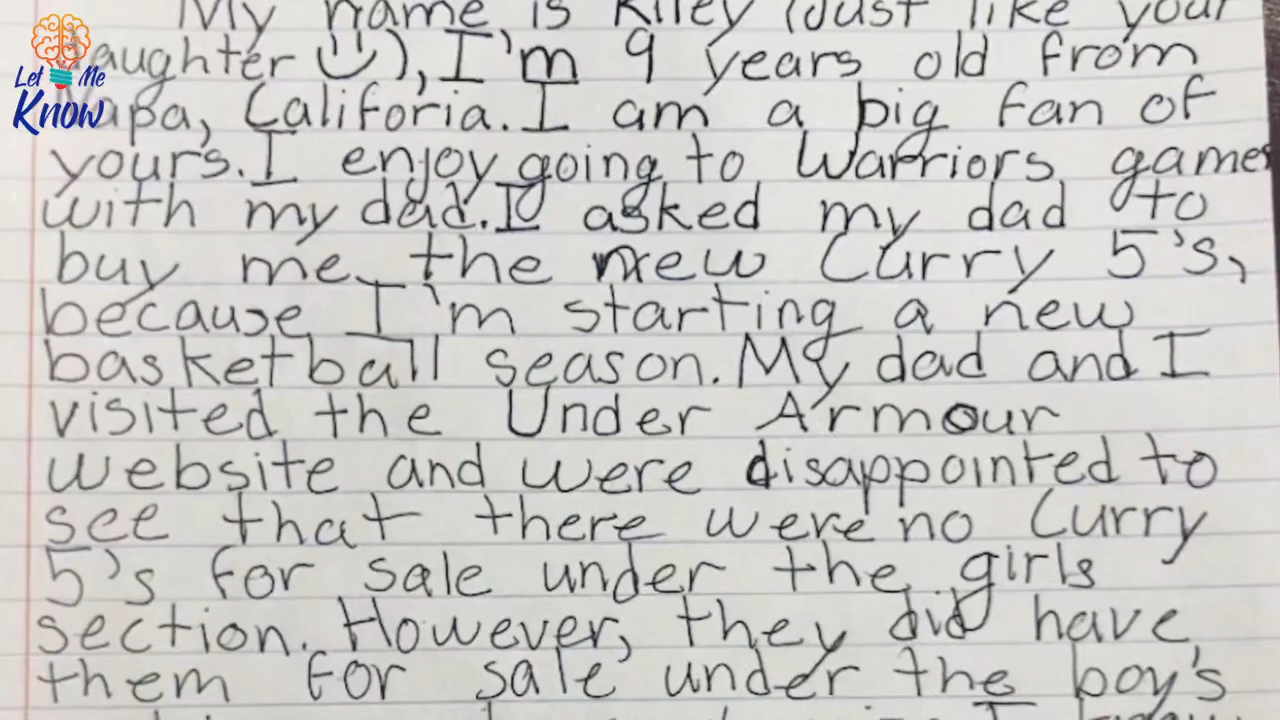 My name is Riley (Just like your
Daughter ), I'm 9 years old from
Napa, Califoria. I am a big fan of
yours. I enjoy going to Warriors games
with my dad. I asked my dad to
buy me the new Curry 5's,
because I'm starting a new
basketball season. My dad and I
visited the Under Armour
website and were disappointed to
see that there were no Curry
5's for sale under the girls
section. However, they did have
them for sale under the boy's
Let Me
Know